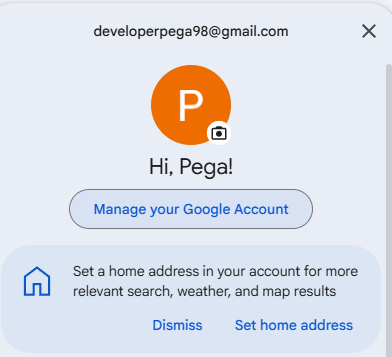 developerpega98@gmail.com
P
Hi, Pega!
Manage your Google Account
Set a home address in your account for more
relevant search, weather, and map results
Dismiss
Set home address